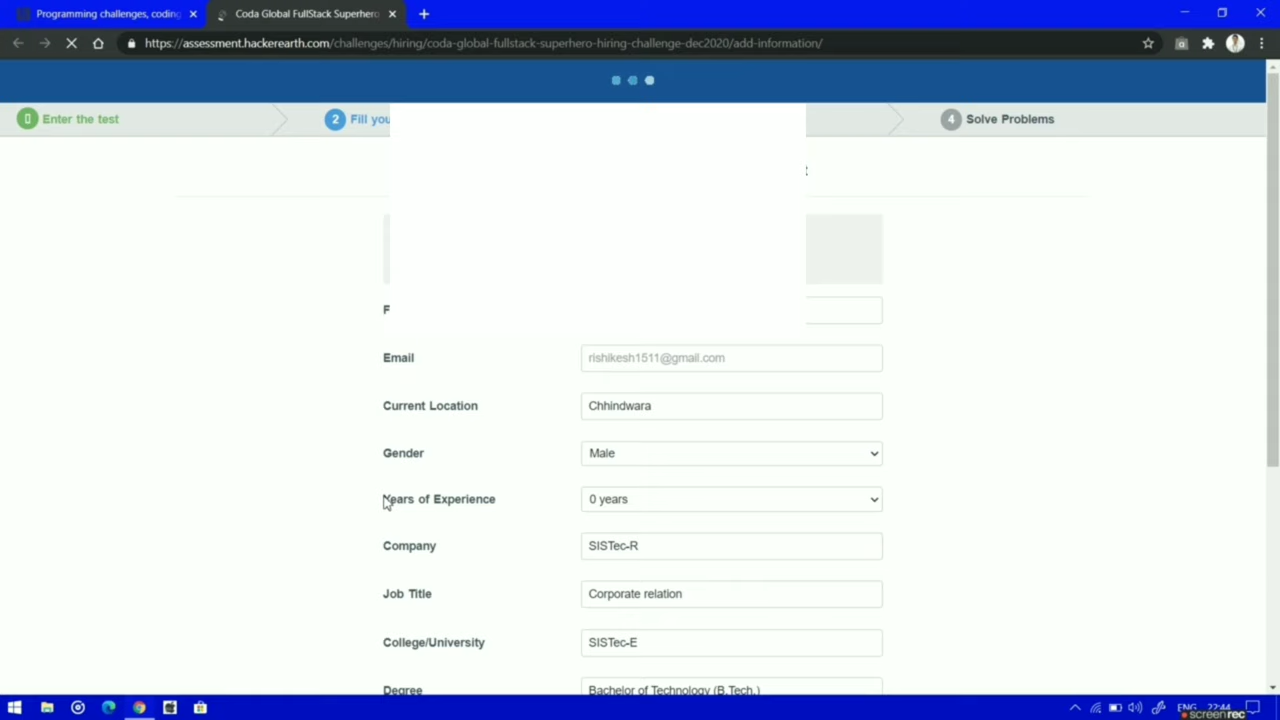 Programming challenges, coding
Coda Global FullStack Superhero
https://assessment.hackerearth.com/challenges/hiring/coda-global-fullstack-superhero-hiring-challenge-dec2020/add-information/
Enter the test
2 Fill you
4 Solve Problems
F
Email rishikesh1511@gmail.com
Current Location Chhindwara
Gender Male
Years of Experience 0 years
Company SISTec-R
Job Title Corporate relation
College/University SISTec-E
Degree Bachelor of Technology (B.Tech.)
ENG 22:44
screenrec